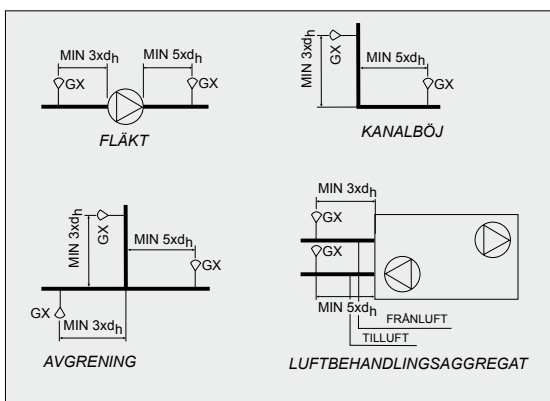 MIN 3xdh
MIN 5xdh
GX
GX
FLÄKT
MIN 3xdh
GX
MIN 5xdh
GX
KANALBÖJ
MIN 3xdh
GX
MIN 5xdh
GX
GX
MIN 3xdh
AVGRENING
MIN 3xdh
GX
GX
MIN 5xdh
FRÅNLUFT
TILLUFT
LUFTBEHANDLINGSAGGREGAT